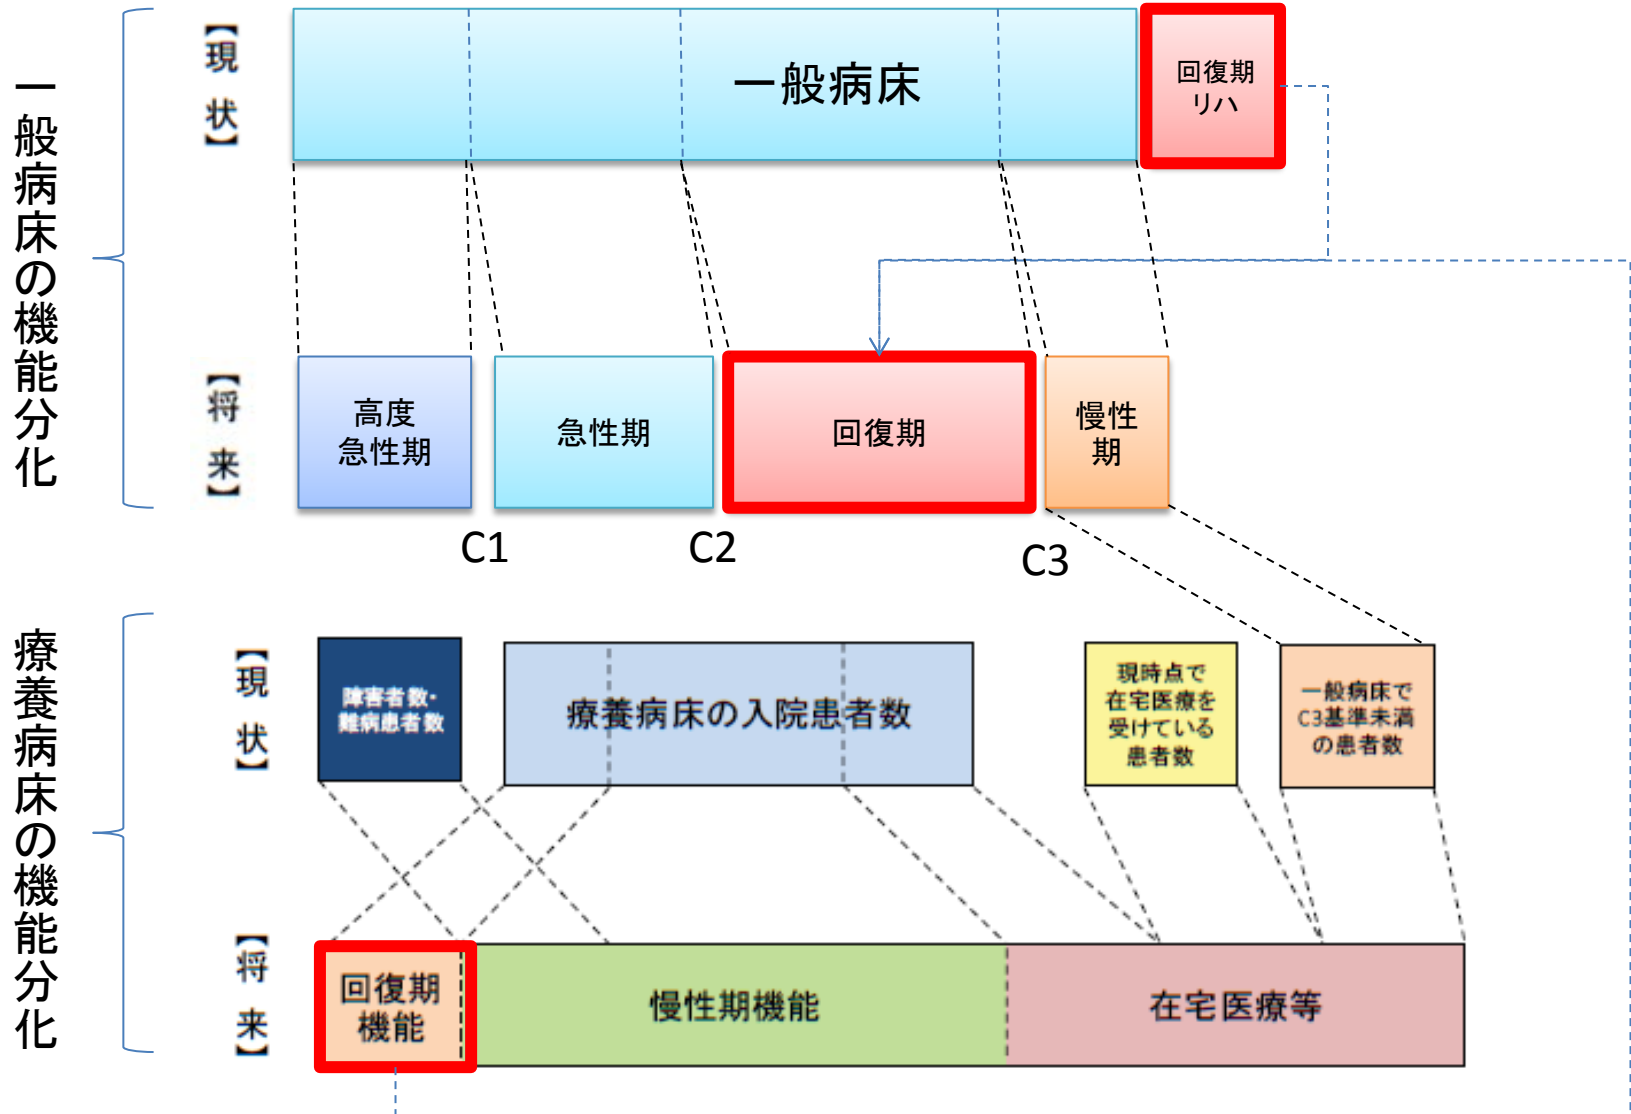 一般病床の機能分化
【現 状】
一般病床
回復期
リハ
【将 来】
高度
急性期
急性期
回復期
慢性
期
C1
C2
C3
療養病床の機能分化
【現 状】
障害者数・
難病患者数
療養病床の入院患者数
現時点で
在宅医療を
受けている
患者数
一般病床で
C3基準未満
の患者数
【将 来】
回復期
機能
慢性期機能
在宅医療等